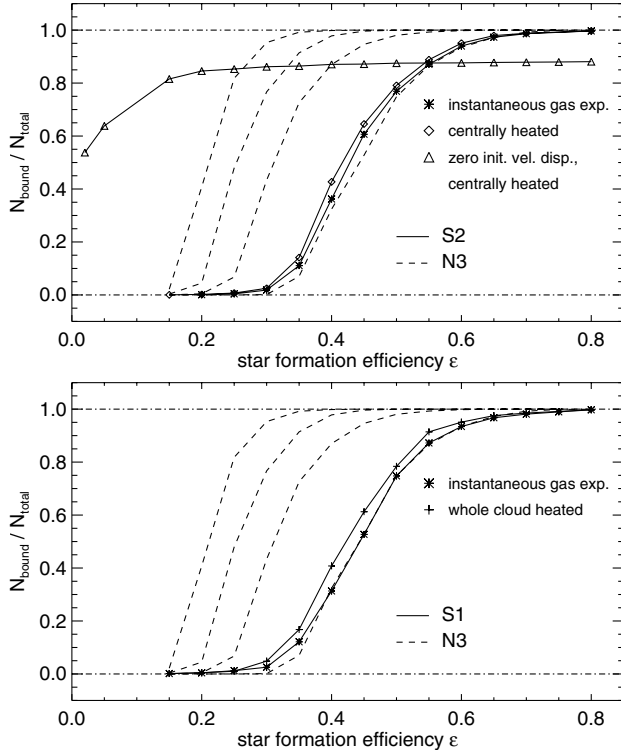 1.0
0.8
0.6
0.4
0.2
0.0
N_bound / N_total
instantaneous gas exp.
centrally heated
zero init. vel. disp.,
centrally heated
S2
N3
0.0 0.2 0.4 0.6 0.8
star formation efficiency ε
1.0
0.8
0.6
0.4
0.2
0.0
N_bound / N_total
instantaneous gas exp.
whole cloud heated
S1
N3
0.0 0.2 0.4 0.6 0.8
star formation efficiency ε